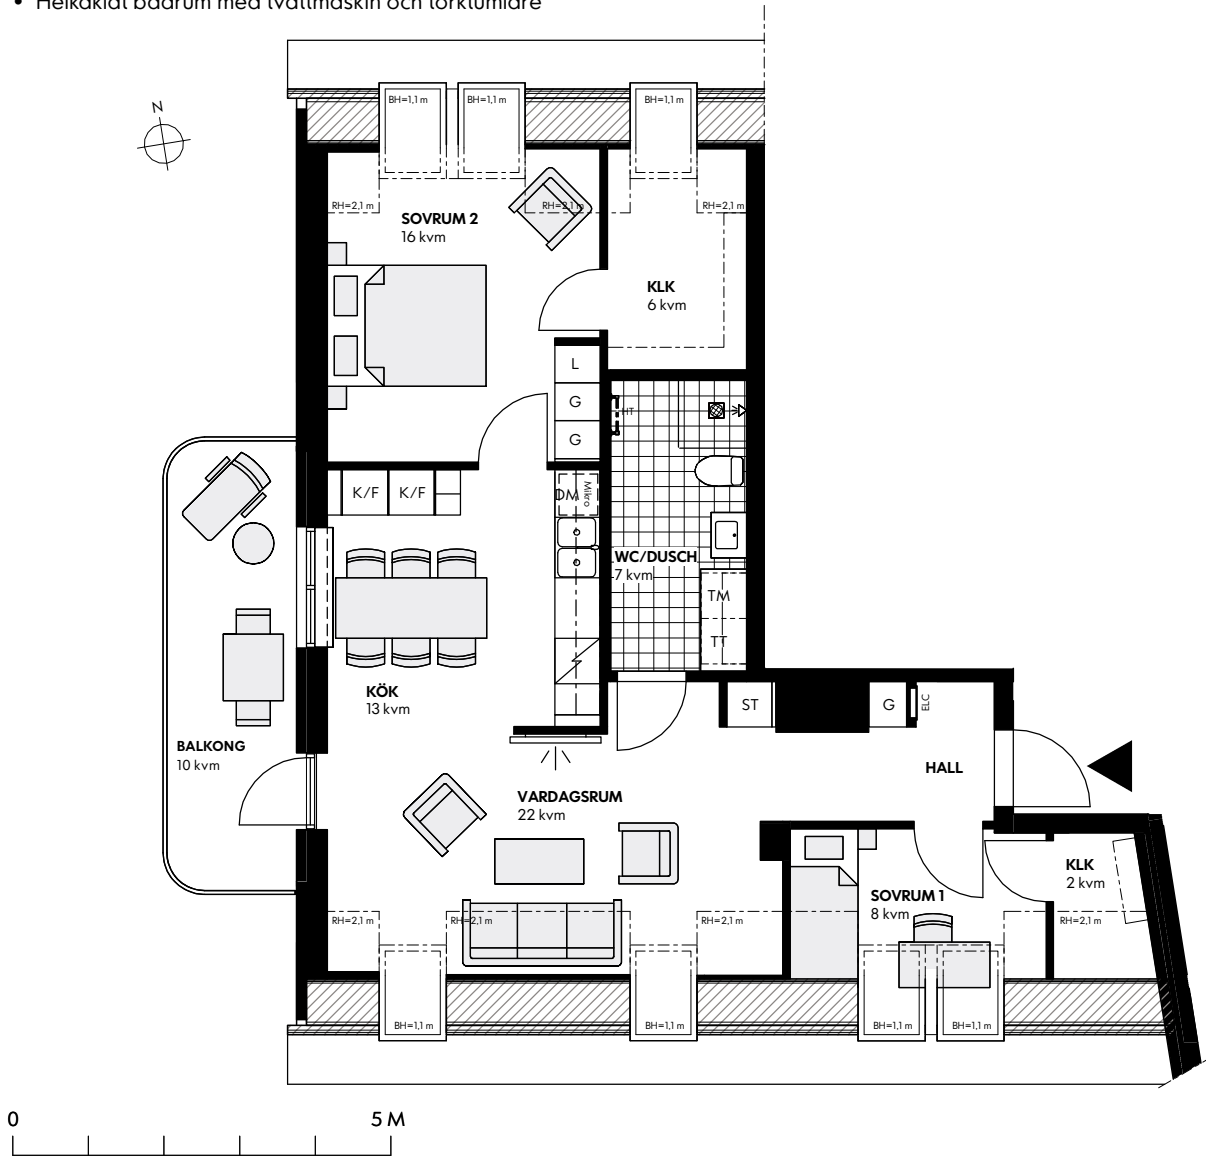 • Helkaklat badrum med tvättmaskin och torktumlare
N
BH=1,1 m
BH=1,1 m
BH=1,1 m
RH=2,1 m
RH=2,1 m
RH=2,1 m
SOVRUM 2
16 kvm
KLK
6 kvm
L
G
G
HT
K/F
K/F
DM
Mikro
WC/DUSCH
7 kvm
TM
TT
KÖK
13 kvm
ST
G
ELC
BALKONG
10 kvm
HALL
VARDAGSRUM
22 kvm
KLK
2 kvm
SOVRUM 1
8 kvm
RH=2,1 m
RH=2,1 m
RH=2,1 m
RH=2,1 m
BH=1,1 m
BH=1,1 m
BH=1,1 m
BH=1,1 m
0
5 M